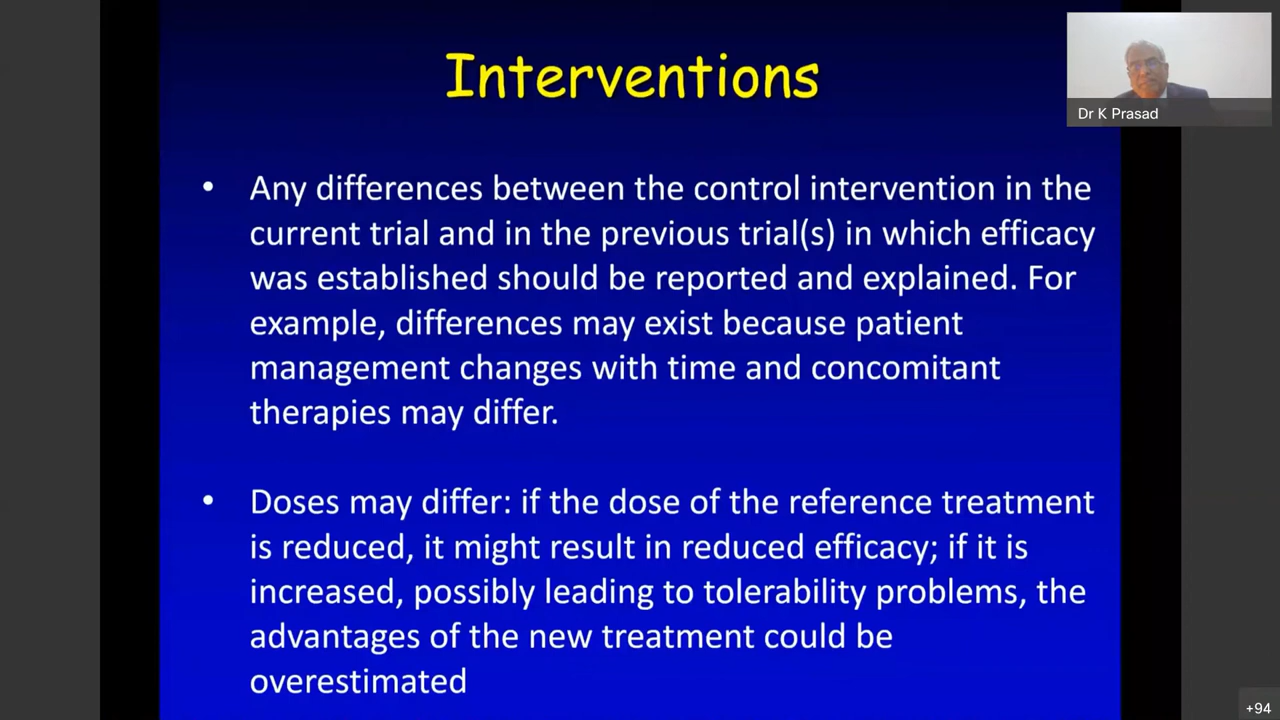 Interventions
Dr K Prasad
• Any differences between the control intervention in the
current trial and in the previous trial(s) in which efficacy
was established should be reported and explained. For
example, differences may exist because patient
management changes with time and concomitant
therapies may differ.
• Doses may differ: if the dose of the reference treatment
is reduced, it might result in reduced efficacy; if it is
increased, possibly leading to tolerability problems, the
advantages of the new treatment could be
overestimated
+94